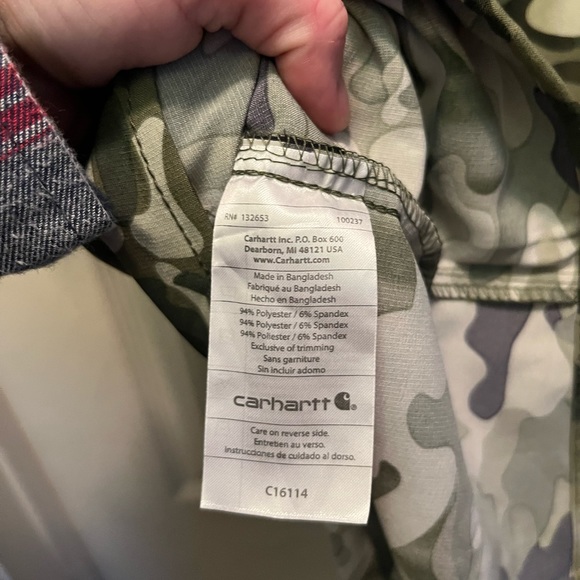 RN# 132653 100237
Carhartt Inc. P.O. Box 600
Dearborn, MI 48121 USA
www.Carhartt.com
Made in Bangladesh
Fabriqué au Bangladesh
Hecho en Bangladesh
94% Polyester / 6% Spandex
94% Polyester / 6% Spandex
94% Polyester / 6% Spandex
Exclusive of trimming
Sans garniture
Sin incluir adorno
carhartt
Care on reverse side.
Entretien au verso.
instrucciones de cuidado al dorso.
C16114